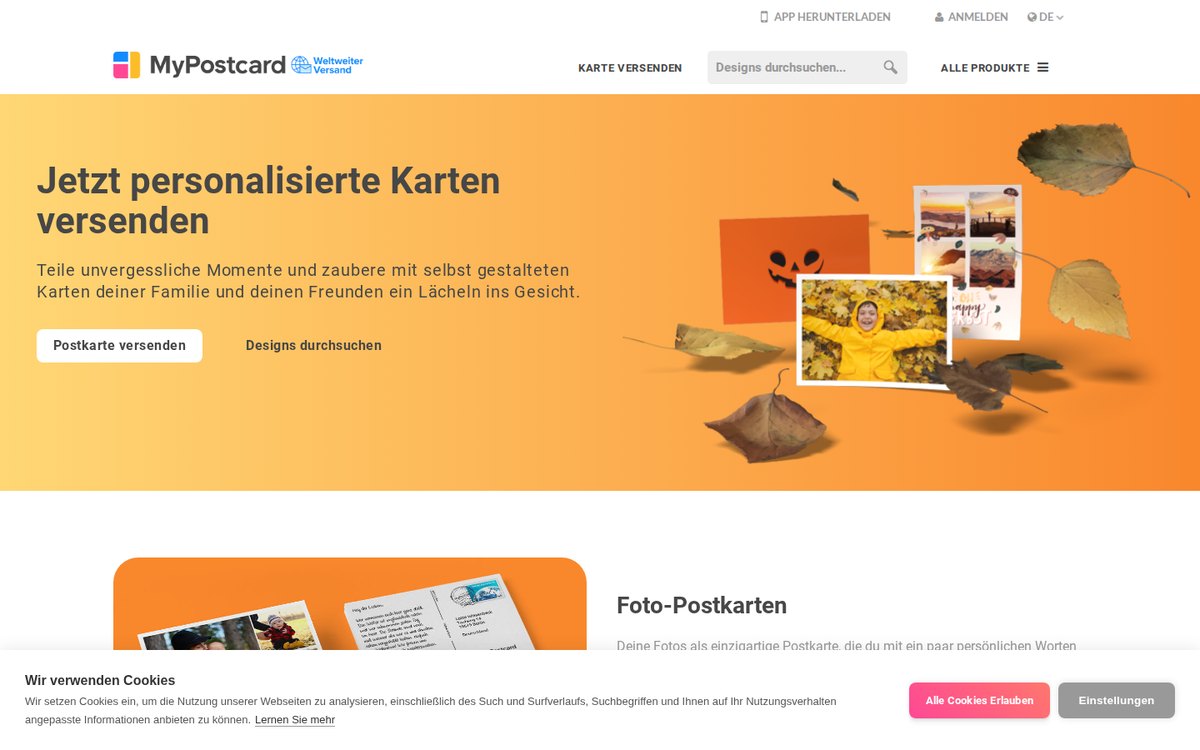 APP HERUNTERLADEN
ANMELDEN
DE
MyPostcard
Weltweiter
Versand
KARTE VERSENDEN
Designs durchsuchen...
ALLE PRODUKTE
Jetzt personalisierte Karten
versenden
Teile unvergessliche Momente und zaubere mit selbst gestalteten
Karten deiner Familie und deinen Freunden ein Lächeln ins Gesicht.
Postkarte versenden
Designs durchsuchen
happy
Foto-Postkarten
Deine Fotos als einzigartige Postkarte, die du mit ein paar persönlichen Worten
Wir verwenden Cookies
Wir setzen Cookies ein, um die Nutzung unserer Webseiten zu analysieren, einschließlich des Such und Surfverlaufs, Suchbegriffen und Ihnen auf Ihr Nutzungsverhalten
angepasste Informationen anbieten zu können. Lernen Sie mehr
Alle Cookies Erlauben
Einstellungen